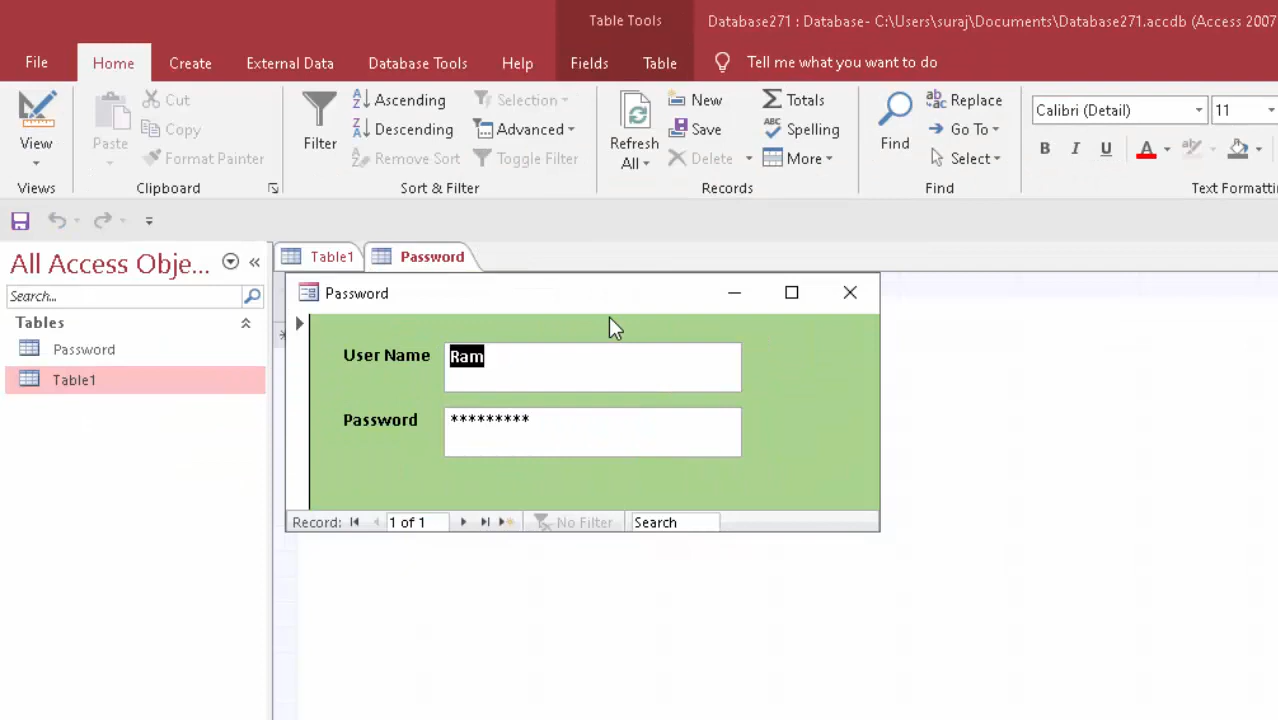 Table Tools
Database271 : Database- C:\Users\suraj\Documents\Database271.accdb (Access 2007
File Home Create External Data Database Tools Help Fields Table Tell me what you want to do
View
Views
Paste
Cut
Copy
Format Painter
Clipboard
Filter
Ascending
Descending
Remove Sort
Selection
Advanced
Toggle Filter
Sort & Filter
Refresh
All
New
Save
Delete
Totals
Spelling
More
Records
Find
Replace
Go To
Select
Find
Calibri (Detail) 11
B I U A
Text Formatting
All Access Obje...
Search...
Tables
Password
Table1
Table1 Password
Password
User Name Ram
Password *********
Record: 1 of 1 No Filter Search